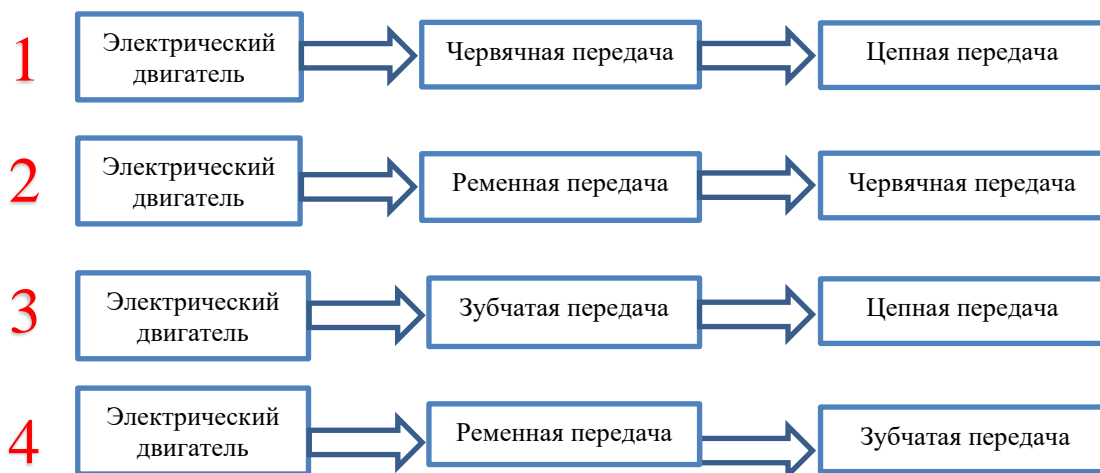 1
Электрический
двигатель
Червячная передача
Цепная передача
2
Электрический
двигатель
Ременная передача
Червячная передача
3
Электрический
двигатель
Зубчатая передача
Цепная передача
4
Электрический
двигатель
Ременная передача
Зубчатая передача